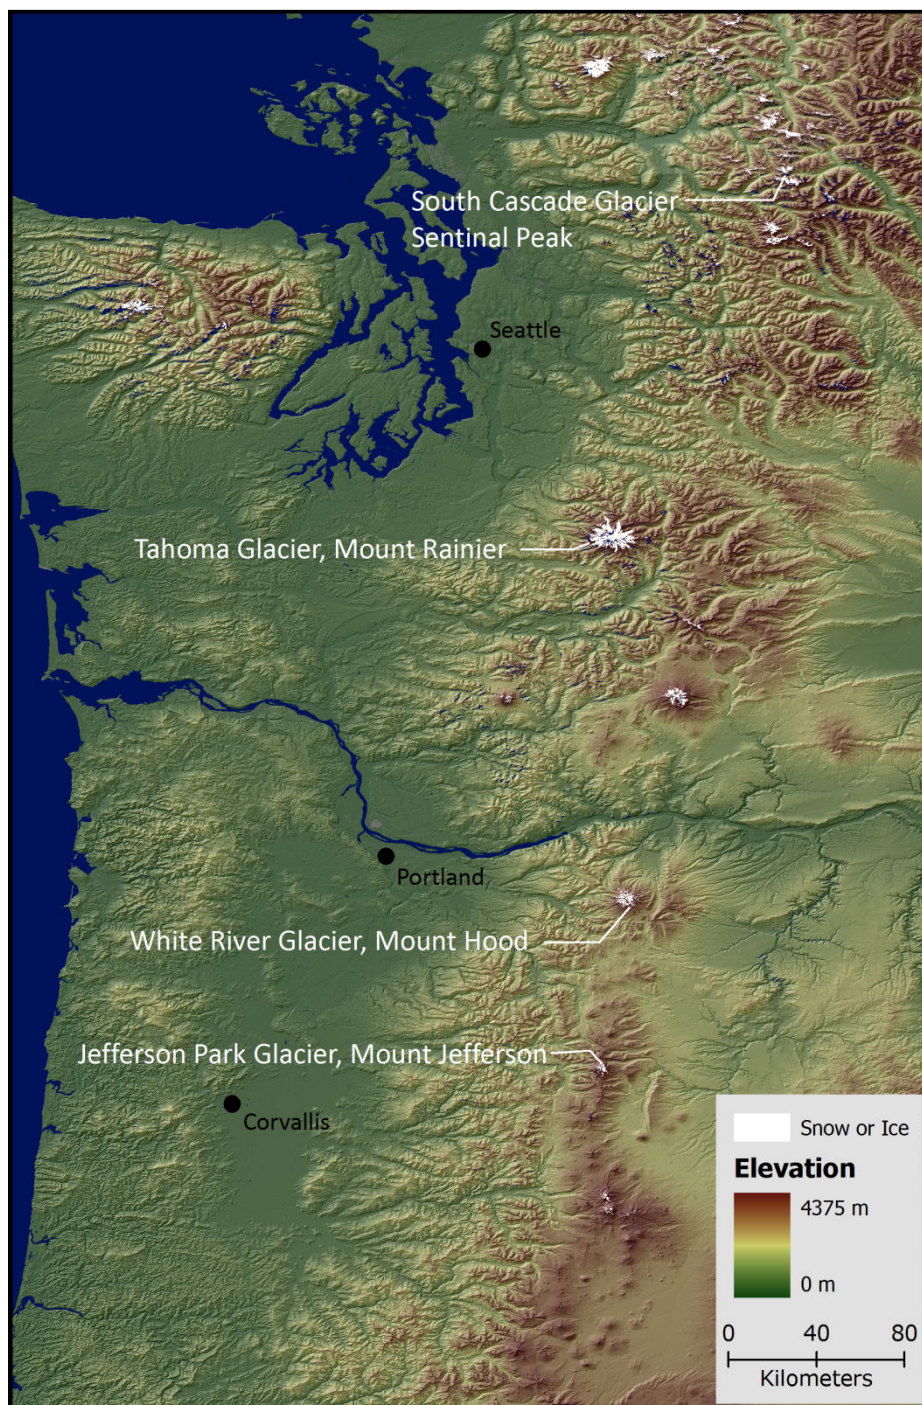 South Cascade Glacier
Sentinal Peak
Seattle
Tahoma Glacier, Mount Rainier
Portland
White River Glacier, Mount Hood
Jefferson Park Glacier, Mount Jefferson
Corvallis
Snow or Ice
Elevation
4375 m
0 m
0 40 80
Kilometers